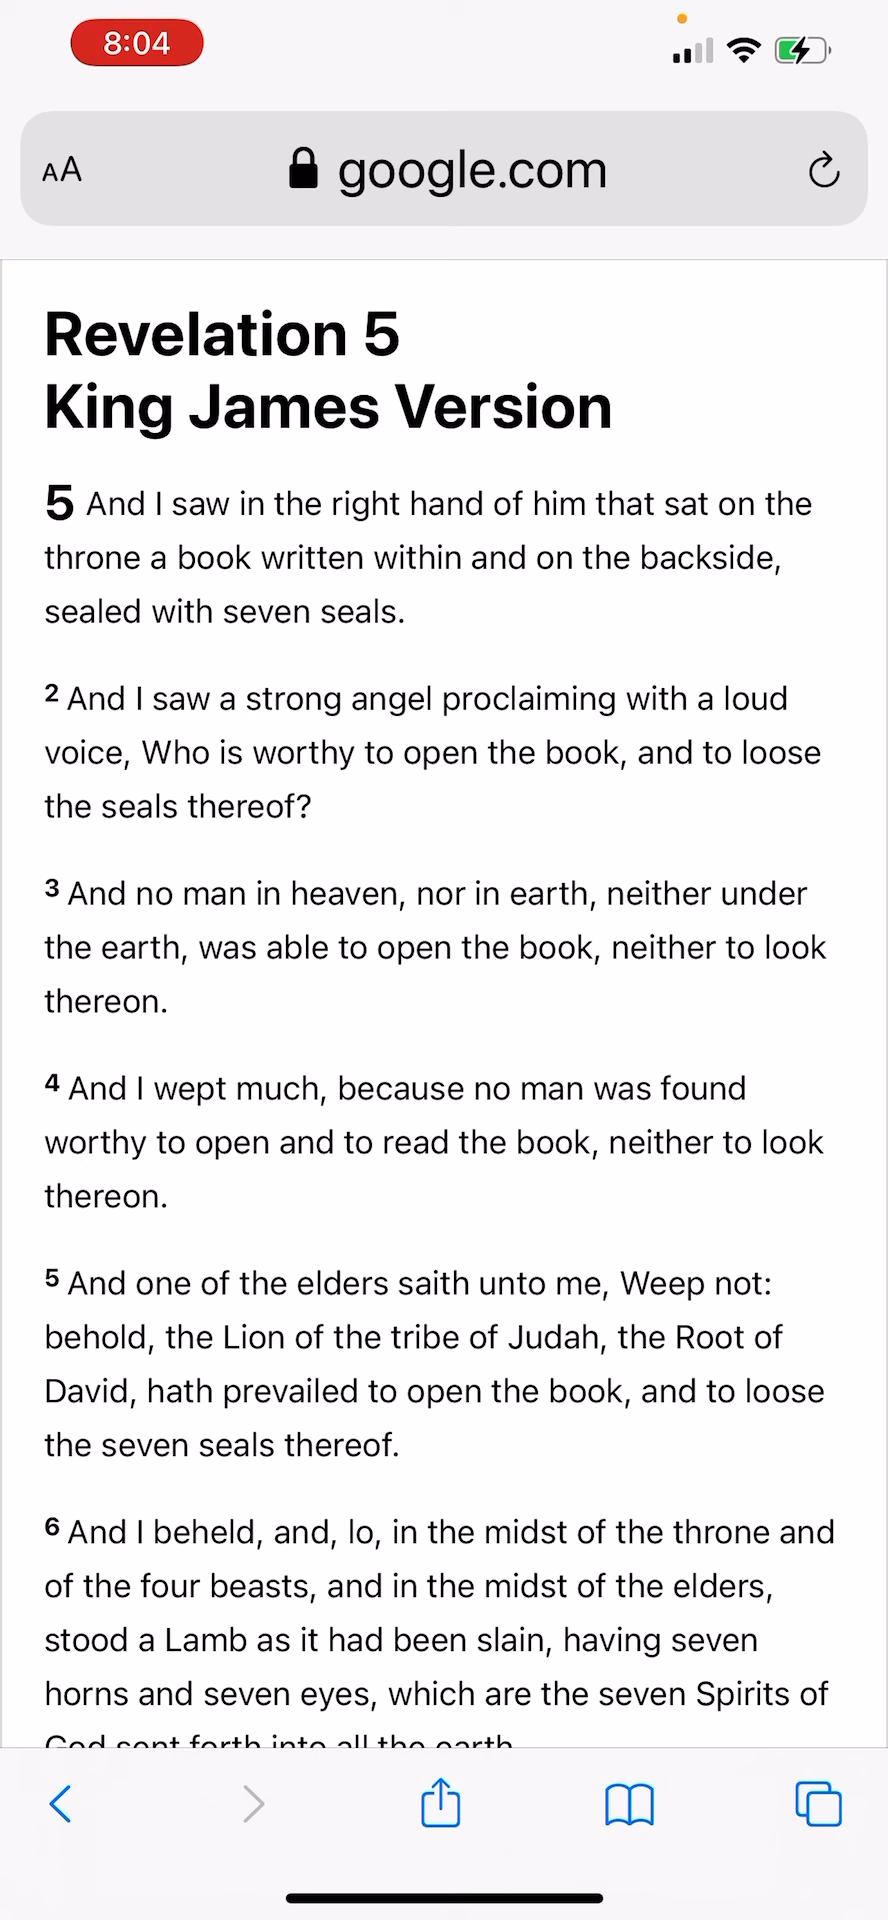 8:04
AA google.com
Revelation 5
King James Version
5 And I saw in the right hand of him that sat on the
throne a book written within and on the backside,
sealed with seven seals.
2 And I saw a strong angel proclaiming with a loud
voice, Who is worthy to open the book, and to loose
the seals thereof?
3 And no man in heaven, nor in earth, neither under
the earth, was able to open the book, neither to look
thereon.
4 And I wept much, because no man was found
worthy to open and to read the book, neither to look
thereon.
5 And one of the elders saith unto me, Weep not:
behold, the Lion of the tribe of Judah, the Root of
David, hath prevailed to open the book, and to loose
the seven seals thereof.
6 And I beheld, and, lo, in the midst of the throne and
of the four beasts, and in the midst of the elders,
stood a Lamb as it had been slain, having seven
horns and seven eyes, which are the seven Spirits of
God sent forth into all the earth